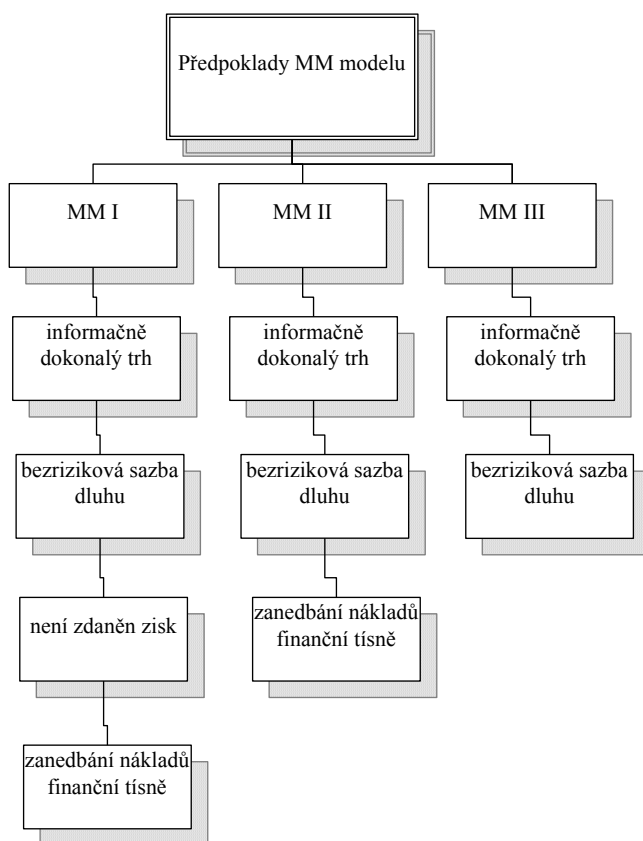 Předpoklady MM modelu
MM I
MM II
MM III
informačně
dokonalý trh
informačně
dokonalý trh
informačně
dokonalý trh
bezriziková sazba
dluhu
bezriziková sazba
dluhu
bezriziková sazba
dluhu
není zdaněn zisk
zanedbání nákladů
finanční tísně
zanedbání nákladů
finanční tísně